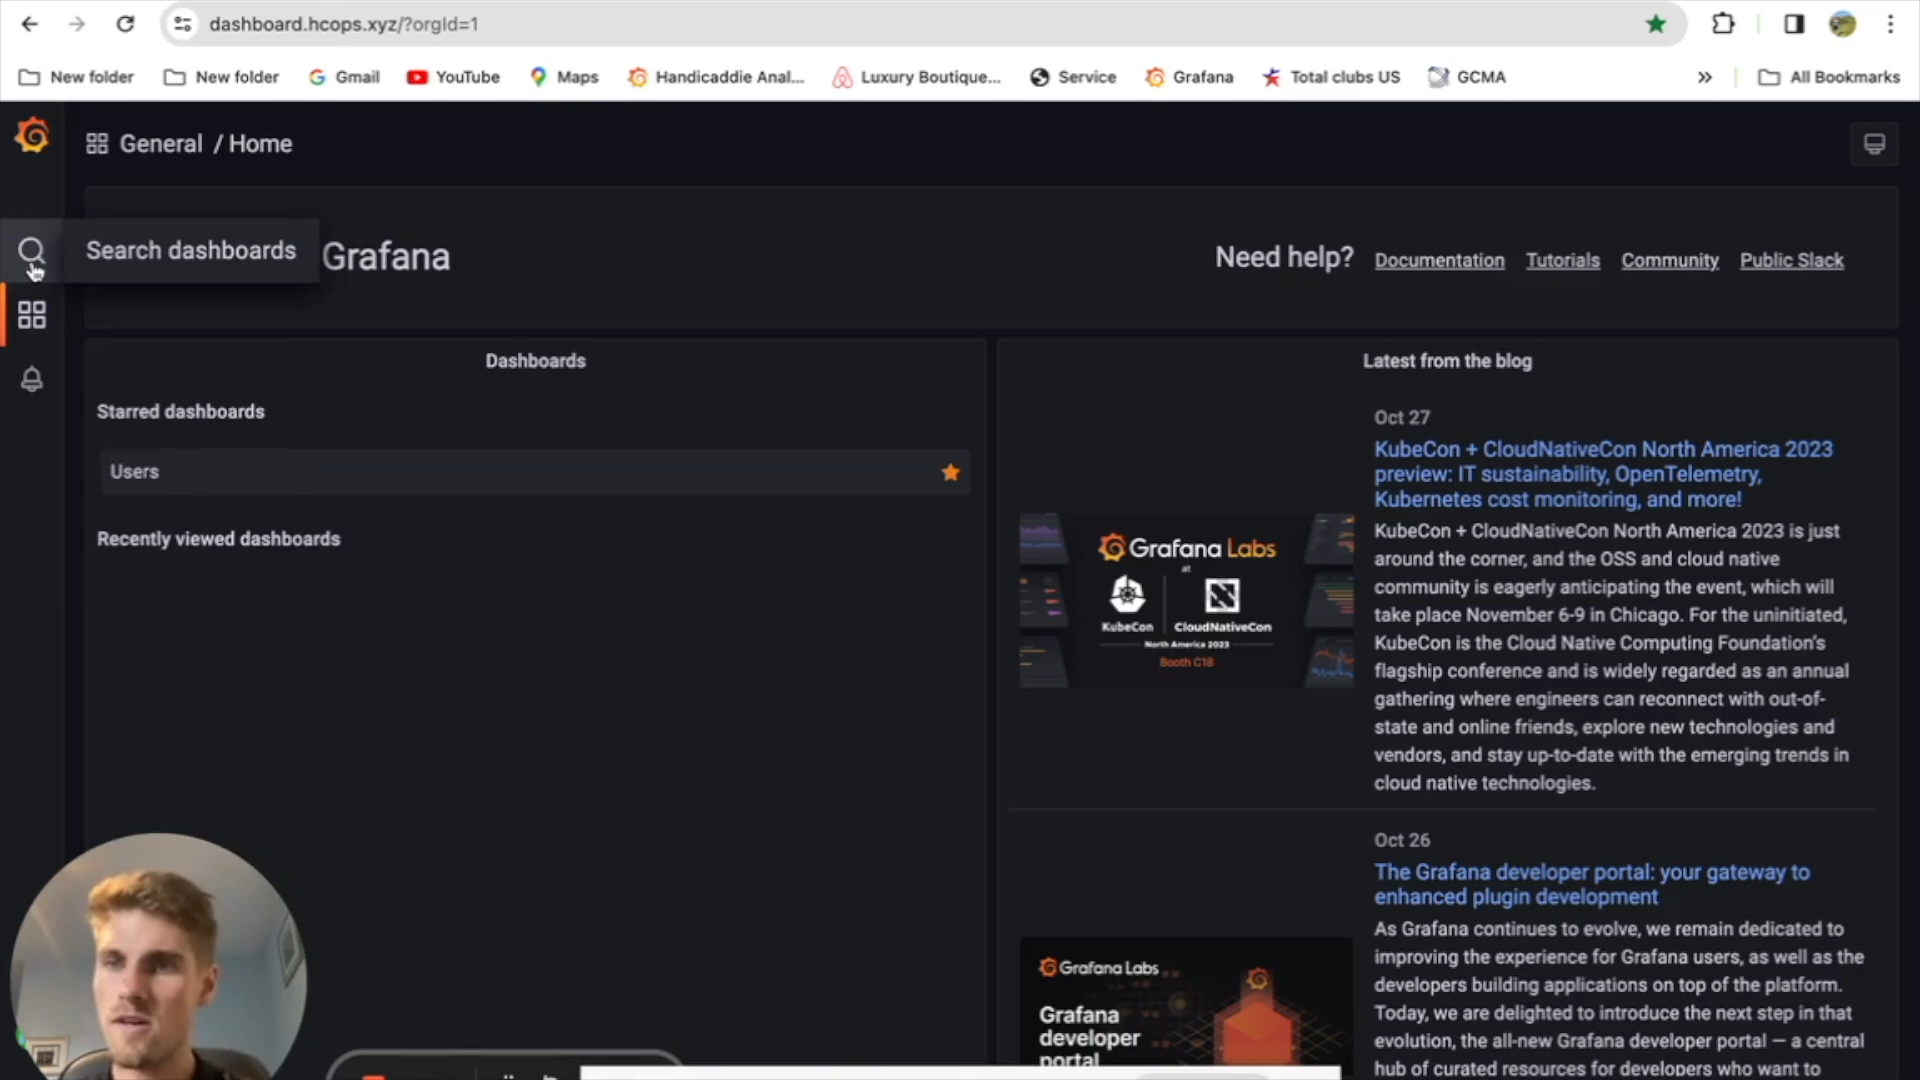 dashboard.hcops.xyz/?orgId=1
New folder New folder Gmail YouTube Maps Handicaddie Anal... Luxury Boutique... Service Grafana Total clubs US GCMA » All Bookmarks
General / Home
Search dashboards
Grafana
Need help? Documentation Tutorials Community Public Slack
Dashboards
Starred dashboards
Users
Recently viewed dashboards
Latest from the blog
Oct 27
KubeCon + CloudNativeCon North America 2023
preview: IT sustainability, OpenTelemetry,
Kubernetes cost monitoring, and more!
KubeCon + CloudNativeCon North America 2023 is just
around the corner, and the OSS and cloud native
community is eagerly anticipating the event, which will
take place November 6-9 in Chicago. For the uninitiated,
KubeCon is the Cloud Native Computing Foundation's
flagship conference and is widely regarded as an annual
gathering where engineers can reconnect with out-of-
state and online friends, explore new technologies and
vendors, and stay up-to-date with the emerging trends in
cloud native technologies.
Grafana Labs
at
KubeCon CloudNativeCon
North America 2023
Booth C18
Oct 26
The Grafana developer portal: your gateway to
enhanced plugin development
As Grafana continues to evolve, we remain dedicated to
improving the experience for Grafana users, as well as the
developers building applications on top of the platform.
Today, we are delighted to introduce the next step in that
evolution, the all-new Grafana developer portal — a central
hub of curated resources for developers who want to
Grafana Labs
Grafana
developer
portal